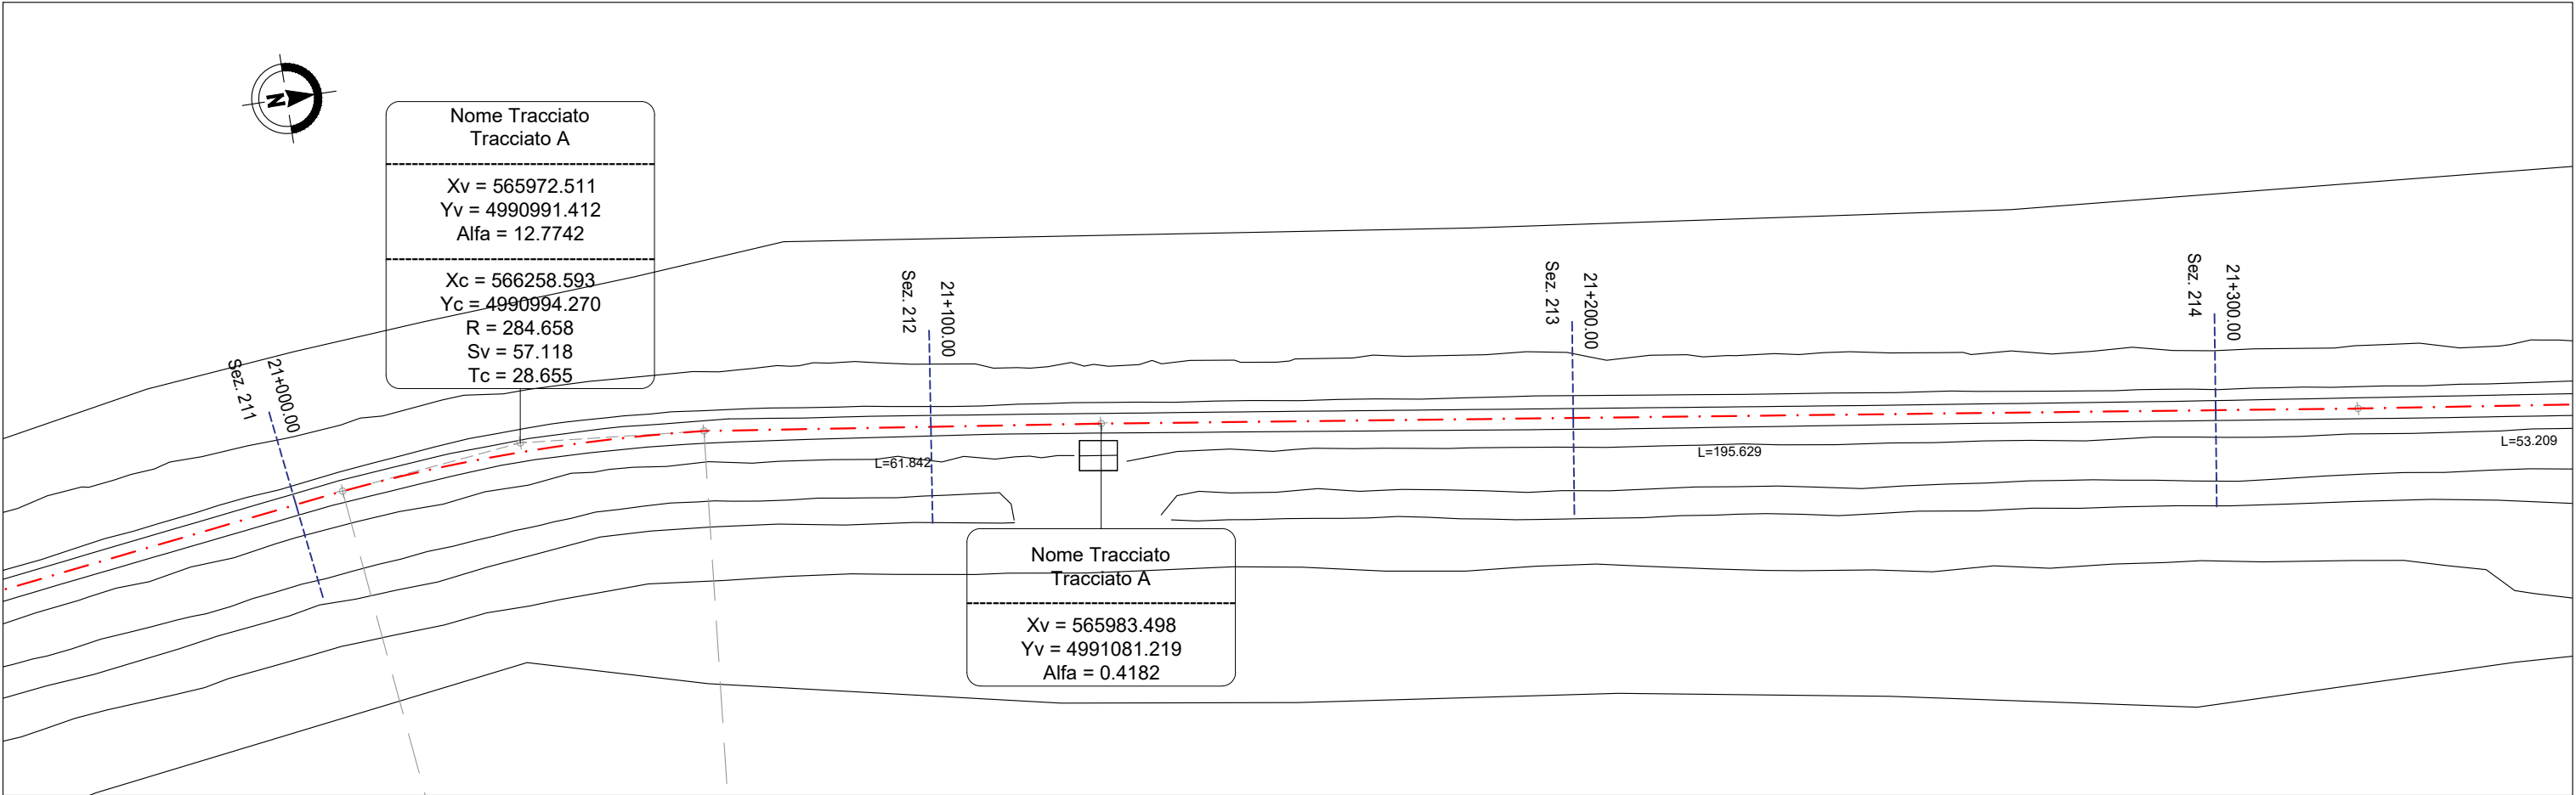 N
Nome Tracciato
Tracciato A
Xv = 565972.511
Yv = 4990991.412
Alfa = 12.7742
Xc = 566258.593
Yc = 4990994.270
R = 284.658
Sv = 57.118
Tc = 28.655
Sez. 211
21+000.00
Sez. 212
21+100.00
Sez. 213
21+200.00
Sez. 214
21+300.00
L=61.842
L=195.629
L=53.209
Nome Tracciato
Tracciato A
Xv = 565983.498
Yv = 4991081.219
Alfa = 0.4182